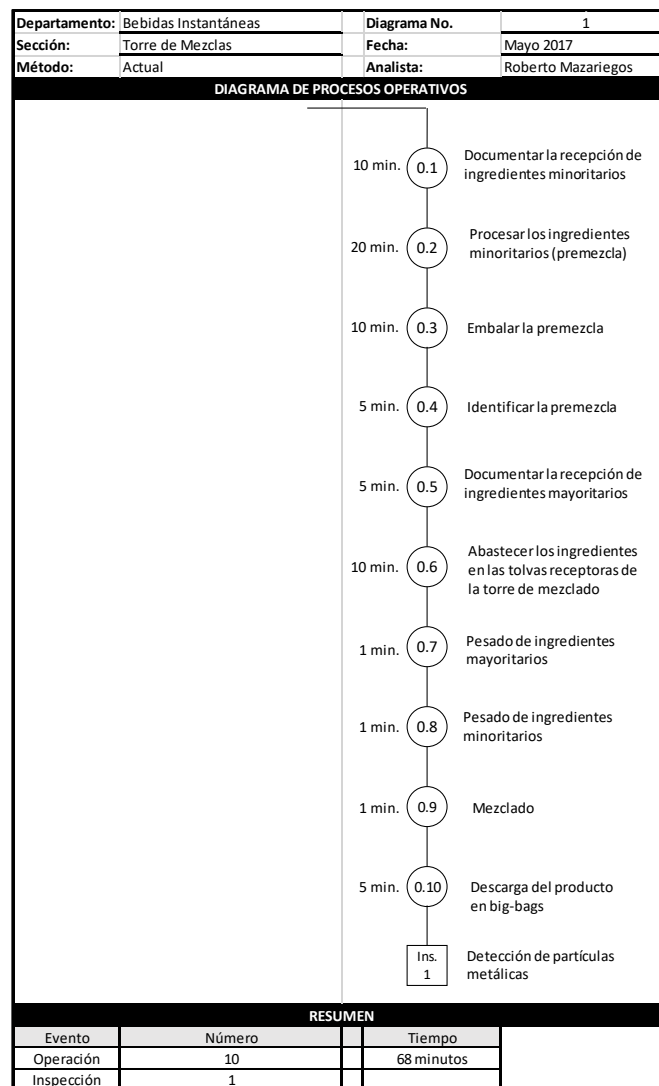 Departamento: Bebidas Instantáneas Diagrama No. 1
Sección: Torre de Mezclas Fecha: Mayo 2017
Método: Actual Analista: Roberto Mazariegos
DIAGRAMA DE PROCESOS OPERATIVOS
10 min. 0.1 Documentar la recepción de
ingredientes minoritarios
20 min. 0.2 Procesar los ingredientes
minoritarios (premezcla)
10 min. 0.3 Embalar la premezcla
5 min. 0.4 Identificar la premezcla
5 min. 0.5 Documentar la recepción de
ingredientes mayoritarios
10 min. 0.6 Abastecer los ingredientes
en las tolvas receptoras de
la torre de mezclado
1 min. 0.7 Pesado de ingredientes
mayoritarios
1 min. 0.8 Pesado de ingredientes
minoritarios
1 min. 0.9 Mezclado
5 min. 0.10 Descarga del producto
en big-bags
Ins. Detección de partículas
1 metálicas
RESUMEN
Evento Número Tiempo
Operación 10 68 minutos
Inspección 1